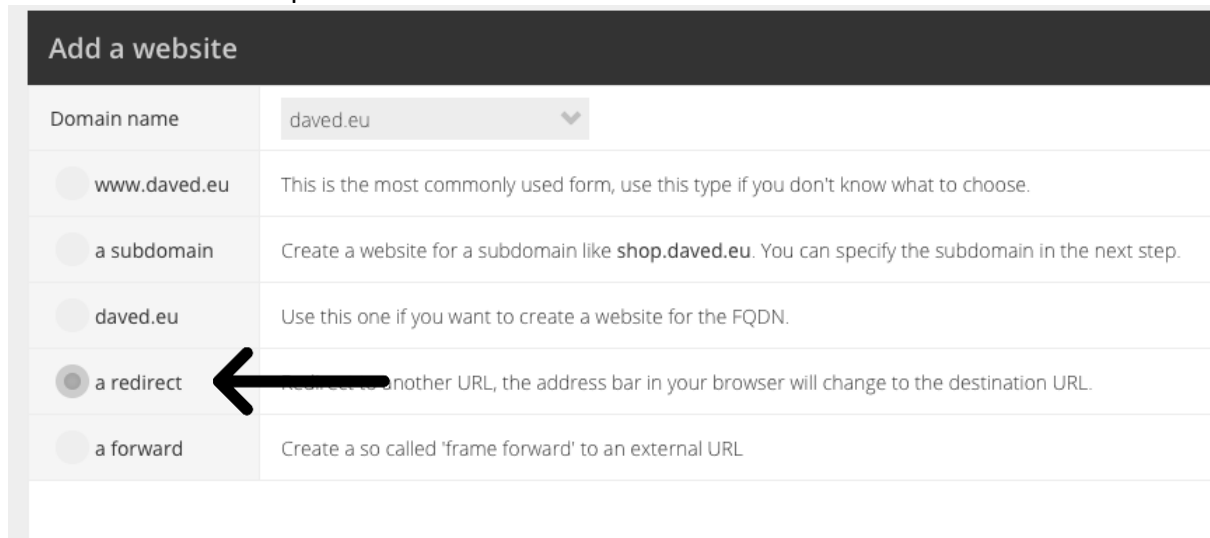 Add a website
Domain name daved.eu
www.daved.eu This is the most commonly used form, use this type if you don't know what to choose.
a subdomain Create a website for a subdomain like shop.daved.eu. You can specify the subdomain in the next step.
daved.eu Use this one if you want to create a website for the FQDN.
a redirect Redirect to another URL, the address bar in your browser will change to the destination URL.
a forward Create a so called 'frame forward' to an external URL